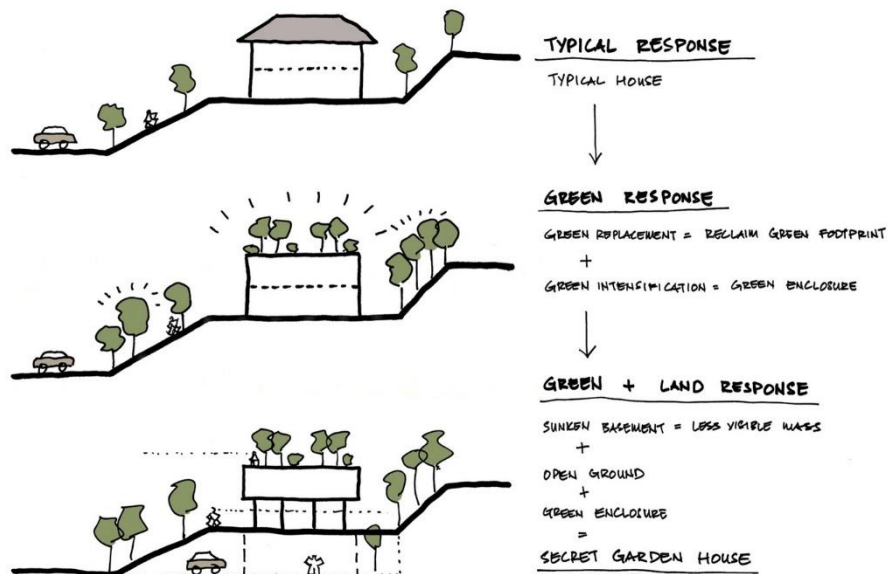 TYPICAL RESPONSE
TYPICAL HOUSE
GREEN RESPONSE
GREEN REPLACEMENT = RECLAIM GREEN FOOTPRINT
+
GREEN INTENSIFICATION = GREEN ENCLOSURE
GREEN + LAND RESPONSE
SUNKEN BASEMENT = LESS VISIBLE MASS
+
OPEN GROUND
+
GREEN ENCLOSURE
=
SECRET GARDEN HOUSE